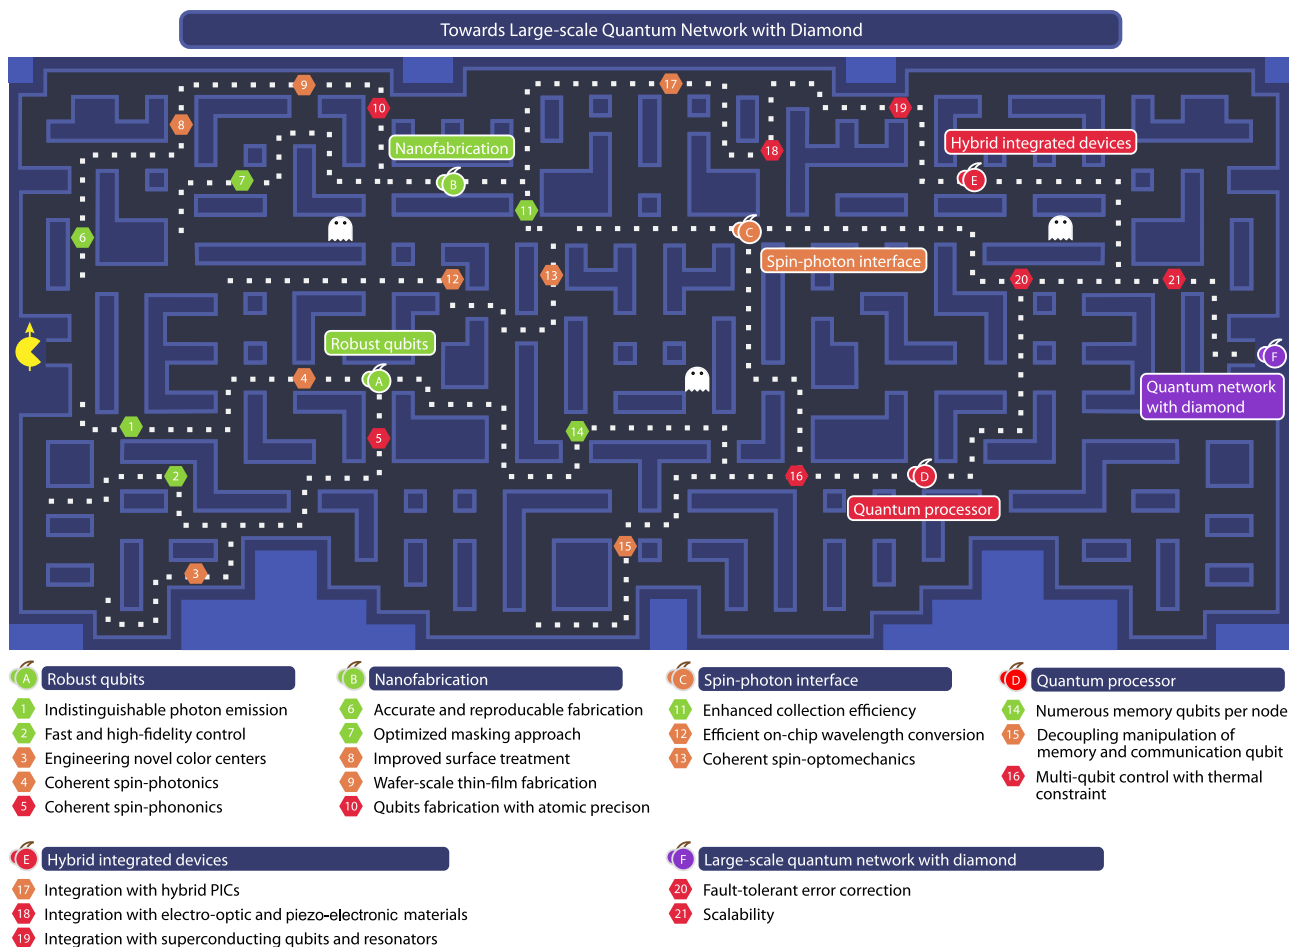 Towards Large-scale Quantum Network with Diamond
9
17
10
19
8
Nanofabrication
18
Hybrid integrated devices
7
B
E
11
6
C
Spin-photon interface
12
13
20
21
Robust qubits
F
4
A
Quantum network
with diamond
1
5
14
2
16
D
Quantum processor
15
3
A Robust qubits
1 Indistinguishable photon emission
2 Fast and high-fidelity control
3 Engineering novel color centers
4 Coherent spin-photonics
5 Coherent spin-phononics
B Nanofabrication
6 Accurate and reproducable fabrication
7 Optimized masking approach
8 Improved surface treatment
9 Wafer-scale thin-film fabrication
10 Qubits fabrication with atomic precison
C Spin-photon interface
11 Enhanced collection efficiency
12 Efficient on-chip wavelength conversion
13 Coherent spin-optomechanics
D Quantum processor
14 Numerous memory qubits per node
15 Decoupling manipulation of
memory and communication qubit
16 Multi-qubit control with thermal
constraint
E Hybrid integrated devices
17 Integration with hybrid PICs
18 Integration with electro-optic and piezo-electronic materials
19 Integration with superconducting qubits and resonators
F Large-scale quantum network with diamond
20 Fault-tolerant error correction
21 Scalability